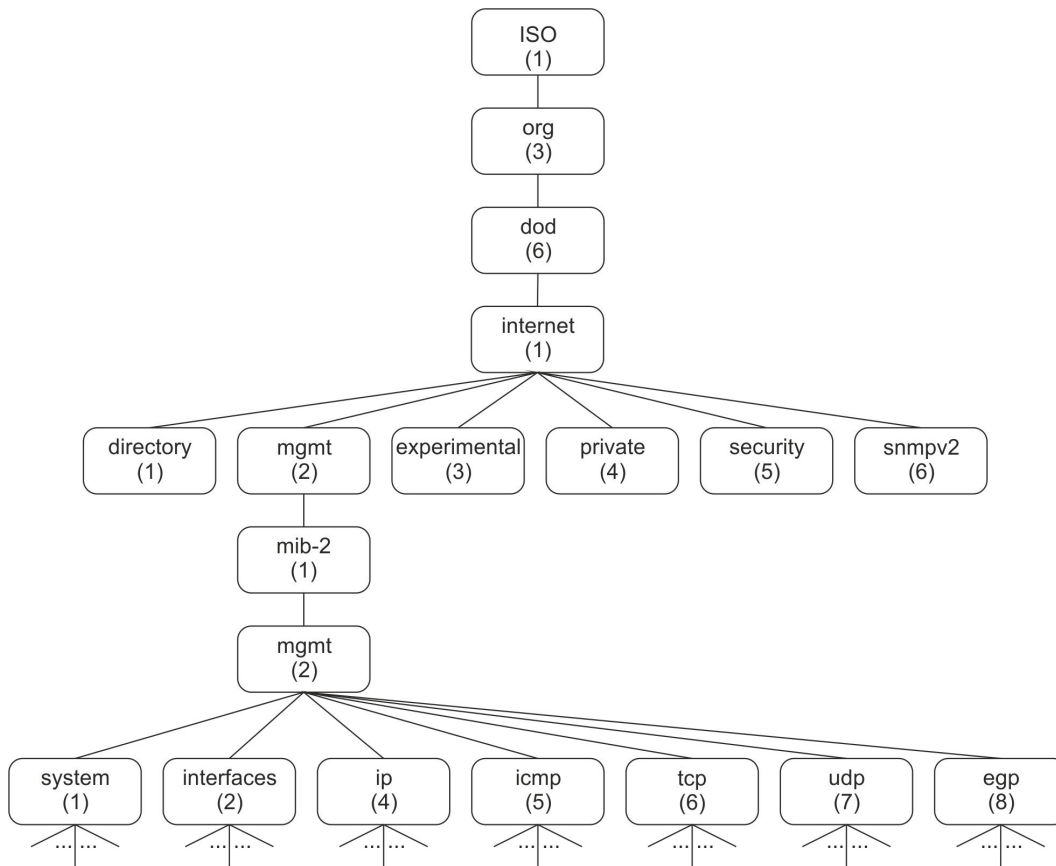 ISO
(1)
org
(3)
dod
(6)
internet
(1)
directory
(1)
mgmt
(2)
experimental
(3)
private
(4)
security
(5)
snmpv2
(6)
mib-2
(1)
mgmt
(2)
system
(1)
interfaces
(2)
ip
(4)
icmp
(5)
tcp
(6)
udp
(7)
egp
(8)
... ...
... ...
... ...
... ...
... ...
... ...
... ...